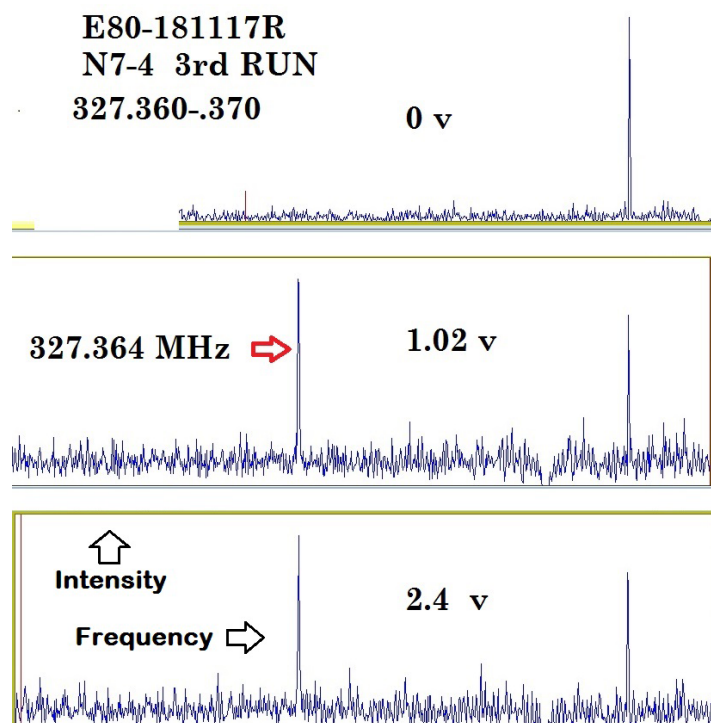 E80-181117R
N7-4 3rd RUN
327.360-.370
0 v
327.364 MHz
1.02 v
Intensity
2.4 v
Frequency